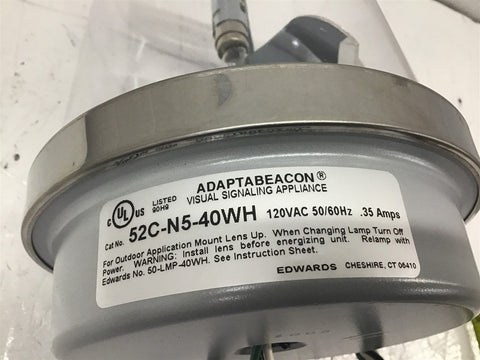 ADAPTABEACON®
VISUAL SIGNALING APPLIANCE
C UL US LISTED 90H9
Cat No. 52C-N5-40WH 120VAC 50/60Hz .35 Amps
For Outdoor Application Mount Lens Up. When Changing Lamp Turn Off
Power. WARNING: Install lens before energizing unit. Relamp with
Edwards No. 50-LMP-40WH. See Instruction Sheet.
EDWARDS CHESHIRE, CT 06410